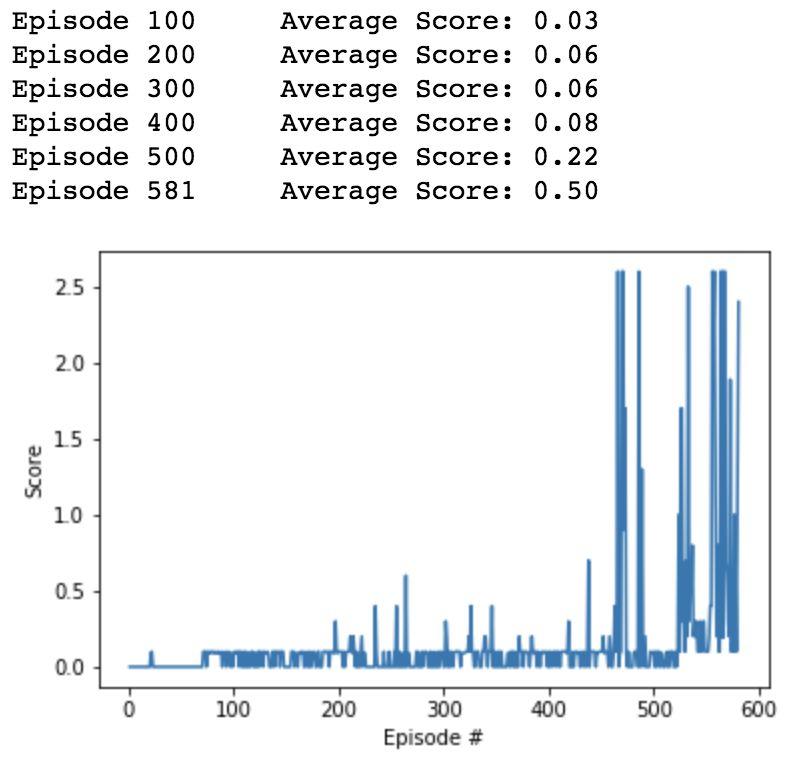 Episode 100 Average Score: 0.03
Episode 200 Average Score: 0.06
Episode 300 Average Score: 0.06
Episode 400 Average Score: 0.08
Episode 500 Average Score: 0.22
Episode 581 Average Score: 0.50
2.5
2.0
1.5
1.0
0.5
0.0
Score
0 100 200 300 400 500 600
Episode #